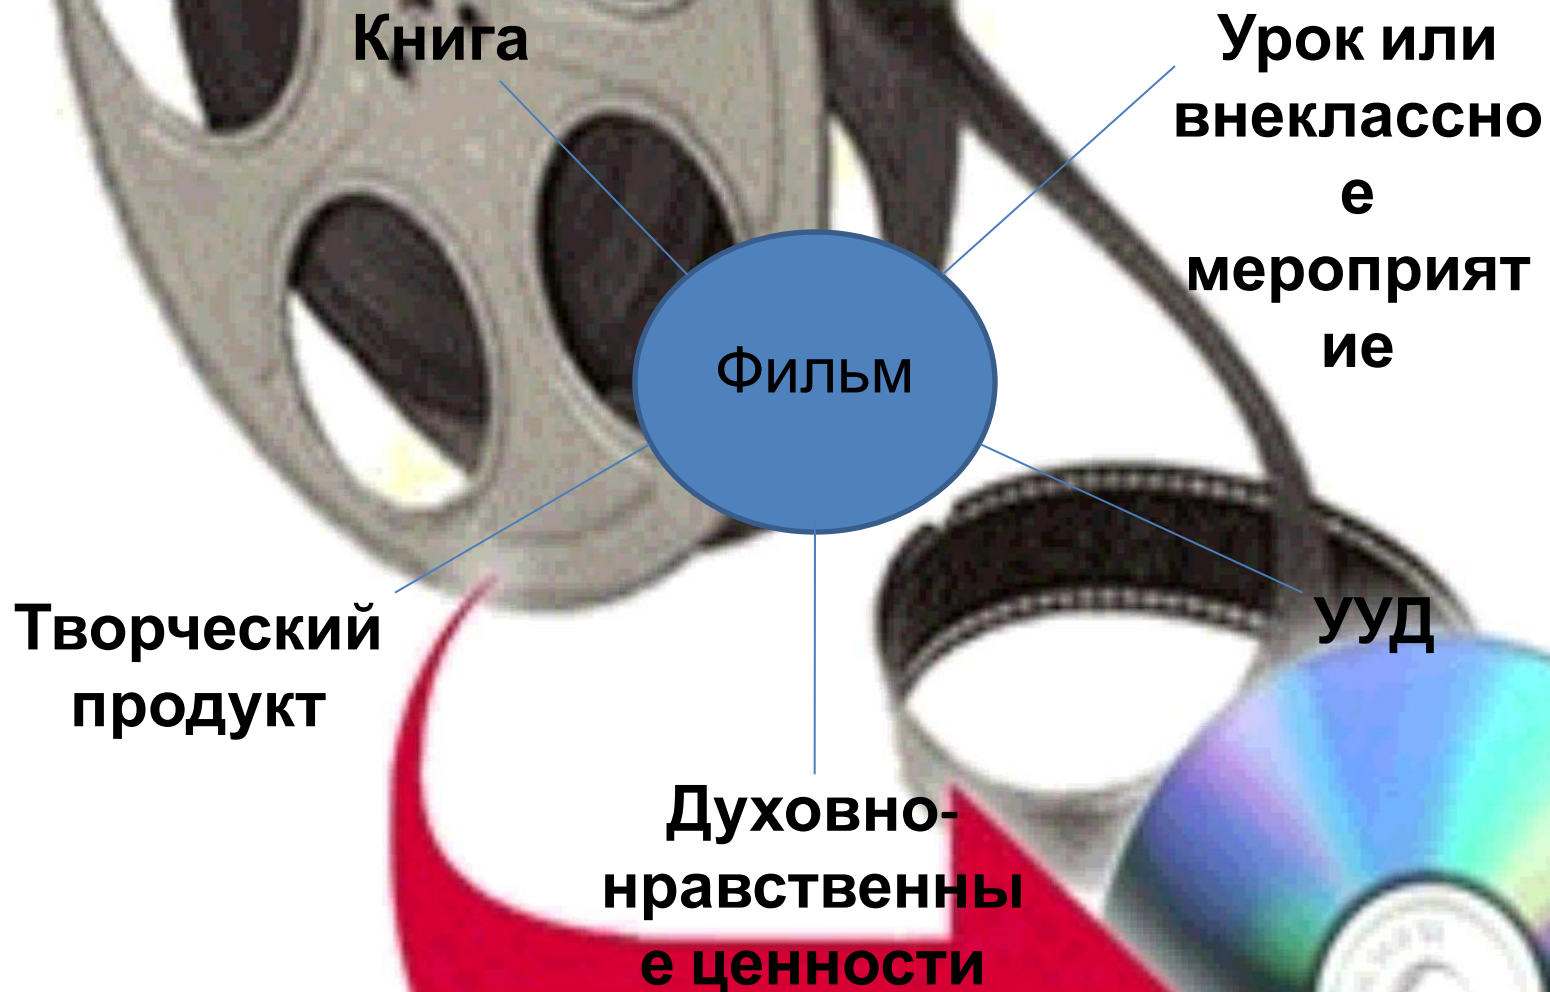 Книга
Урок или
внеклассно
е
мероприят
ие
Фильм
Творческий
продукт
УУД
Духовно-
нравственны
е ценности